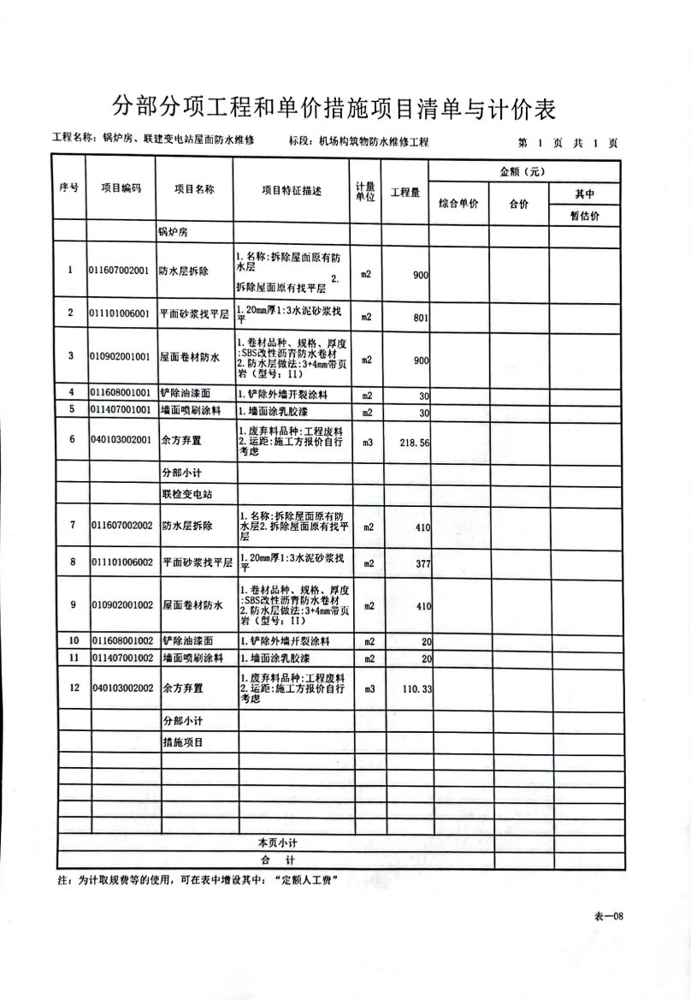 分部分项工程和单价措施项目清单与计价表
工程名称：锅炉房、联建变电站屋面防水维修 标段：机场构筑物防水维修工程 第 1 页 共 1 页
序号 项目编码 项目名称 项目特征描述 计量单位 工程量 金额（元）
综合单价 合价 其中
暂估价
锅炉房
1 011607002001 防水层拆除 1.名称:拆除屋面原有防
水层
2.
拆除屋面原有找平层 m2 900
2 011101006001 平面砂浆找平层 1.20mm厚1:3水泥砂浆找
平 m2 801
3 010902001001 屋面卷材防水 1.卷材品种、规格、厚度
:SBS改性沥青防水卷材
2.防水层做法:3+4mm带页
岩（型号：II） m2 900
4 011608001001 铲除油漆面 1.铲除外墙开裂涂料 m2 30
5 011407001001 墙面喷刷涂料 1.墙面涂乳胶漆 m2 30
6 040103002001 余方弃置 1.废弃料品种:工程废料
2.运距:施工方报价自行
考虑 m3 218.56
分部小计
联检变电站
7 011607002002 防水层拆除 1.名称:拆除屋面原有防
水层2.拆除屋面原有找平
层 m2 410
8 011101006002 平面砂浆找平层 1.20mm厚1:3水泥砂浆找
平 m2 377
9 010902001002 屋面卷材防水 1.卷材品种、规格、厚度
:SBS改性沥青防水卷材
2.防水层做法:3+4mm带页
岩（型号：II） m2 410
10 011608001002 铲除油漆面 1.铲除外墙开裂涂料 m2 20
11 011407001002 墙面喷刷涂料 1.墙面涂乳胶漆 m2 20
12 040103002002 余方弃置 1.废弃料品种:工程废料
2.运距:施工方报价自行
考虑 m3 110.33
分部小计
措施项目
本页小计
合 计
注：为计取规费等的使用，可在表中增设其中：“定额人工费”
表—08